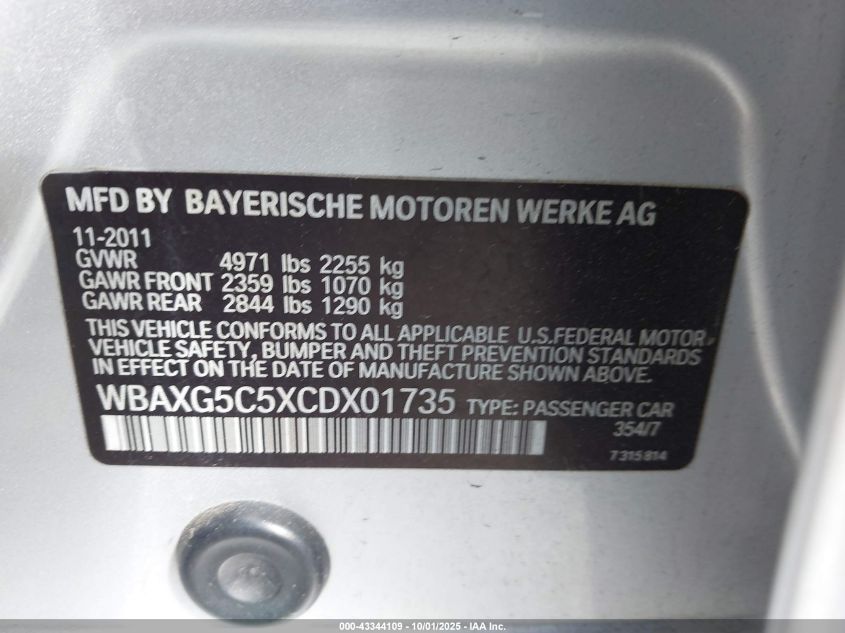 MFD BY BAYERISCHE MOTOREN WERKE AG
11-2011
GVWR 4971 lbs 2255 kg
GAWR FRONT 2359 lbs 1070 kg
GAWR REAR 2844 lbs 1290 kg
THIS VEHICLE CONFORMS TO ALL APPLICABLE U.S.FEDERAL MOTOR
VEHICLE SAFETY, BUMPER AND THEFT PREVENTION STANDARDS
IN EFFECT ON THE DATE OF MANUFACTURE SHOWN ABOVE.
WBAXG5C5XCDX01735 TYPE: PASSENGER CAR
354/7
7315814
000-43344109 - 10/01/2025 - IAA Inc.